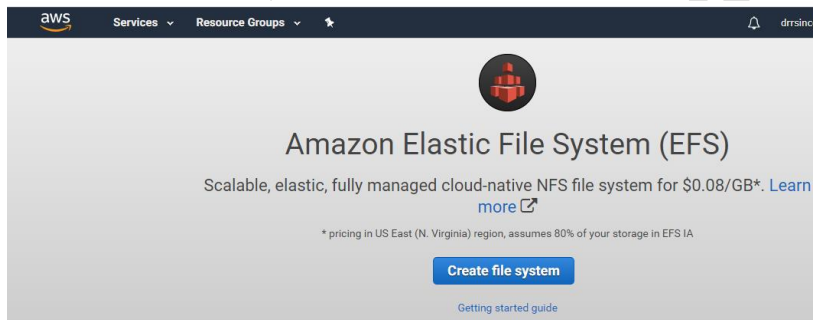 aws Services Resource Groups
Amazon Elastic File System (EFS)
Scalable, elastic, fully managed cloud-native NFS file system for $0.08/GB*. Learn
more
* pricing in US East (N. Virginia) region, assumes 80% of your storage in EFS IA
Create file system
Getting started guide